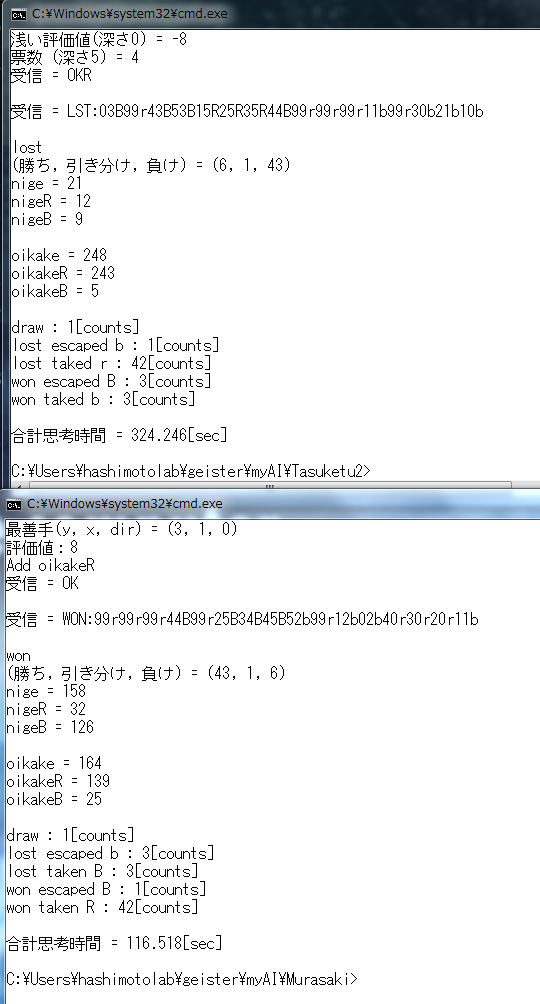 C:¥Windows¥system32¥cmd.exe
浅い評価値(深さ0) = -8
票数 (深さ5) = 4
受信 = OKR
受信 = LST:03B99r43B53B15R25R35R44B99r99r99r11b99r30b21b10b
lost
(勝ち, 引き分け, 負け) = (6, 1, 43)
nige = 21
nigeR = 12
nigeB = 9
oikake = 248
oikakeR = 243
oikakeB = 5
draw : 1[counts]
lost escaped b : 1[counts]
lost taked r : 42[counts]
won escaped B : 3[counts]
won taked b : 3[counts]
合計思考時間 = 324.246[sec]
C:¥Users¥hashimotolab¥geister¥myAI¥Tasuketu2>
C:¥Windows¥system32¥cmd.exe
最善手(y, x, dir) = (3, 1, 0)
評価値：8
Add oikakeR
受信 = OK
受信 = WON:99r99r99r44B99r25B34B45B52b99r12b02b40r30r20r11b
won
(勝ち, 引き分け, 負け) = (43, 1, 6)
nige = 158
nigeR = 32
nigeB = 126
oikake = 164
oikakeR = 139
oikakeB = 25
draw : 1[counts]
lost escaped b : 3[counts]
lost taken B : 3[counts]
won escaped B : 1[counts]
won taken R : 42[counts]
合計思考時間 = 116.518[sec]
C:¥Users¥hashimotolab¥geister¥myAI¥Murasaki>